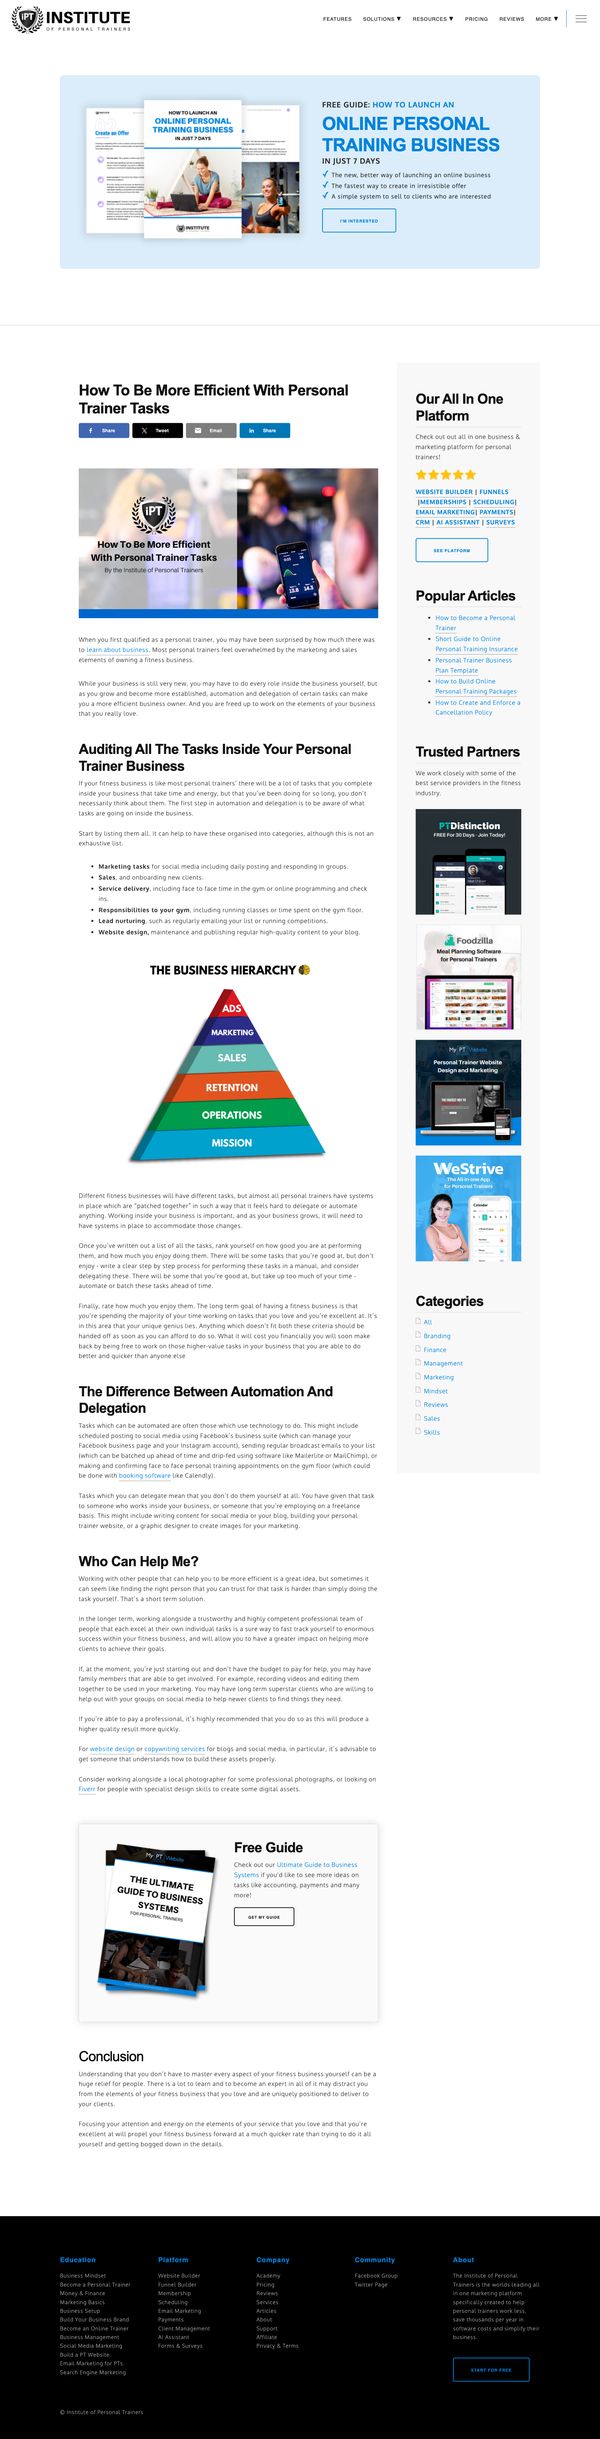 IPT INSTITUTE
OF PERSONAL TRAINERS
FEATURES SOLUTIONS ▼ RESOURCES ▼ PRICING REVIEWS MORE ▼
Create an Offer
HOW TO LAUNCH AN
ONLINE PERSONAL
TRAINING BUSINESS
IN JUST 7 DAYS
INSTITUTE
FREE GUIDE: HOW TO LAUNCH AN
ONLINE PERSONAL
TRAINING BUSINESS
IN JUST 7 DAYS
✓ The new, better way of launching an online business
✓ The fastest way to create in irresistible offer
✓ A simple system to sell to clients who are interested
I'M INTERESTED
How To Be More Efficient With Personal
Trainer Tasks
Share Tweet Email Share
IPT
How To Be More Efficient
With Personal Trainer Tasks
By the Institute of Personal Trainers
When you first qualified as a personal trainer, you may have been surprised by how much there was
to learn about business. Most personal trainers feel overwhelmed by the marketing and sales
elements of owning a fitness business.
While your business is still very new, you may have to do every role inside the business yourself, but
as you grow and become more established, automation and delegation of certain tasks can make
you a more efficient business owner. And you are freed up to work on the elements of your business
that you really love.
Auditing All The Tasks Inside Your Personal
Trainer Business
If your fitness business is like most personal trainers' there will be a lot of tasks that you complete
inside your business that take time and energy, but that you've been doing for so long, you don't
necessarily think about them. The first step in automation and delegation is to be aware of what
tasks are going on inside the business.
Start by listing them all. It can help to have these organised into categories, although this is not an
exhaustive list.
• Marketing tasks for social media including daily posting and responding in groups.
• Sales, and onboarding new clients.
• Service delivery, including face to face time in the gym or online programming and check
ins.
• Responsibilities to your gym, including running classes or time spent on the gym floor.
• Lead nurturing, such as regularly emailing your list or running competitions.
• Website design, maintenance and publishing regular high-quality content to your blog.
THE BUSINESS HIERARCHY
ADS
MARKETING
SALES
RETENTION
OPERATIONS
MISSION
Different fitness businesses will have different tasks, but almost all personal trainers have systems
in place which are "patched together" in such a way that it feels hard to delegate or automate
anything. Working inside your business is important, and as your business grows, it will need to
have systems in place to accommodate those changes.
Once you've written out a list of all the tasks, rank yourself on how good you are at performing
them, and how much you enjoy doing them. There will be some tasks that you're good at, but don't
enjoy - write a clear step by step process for performing these tasks in a manual, and consider
delegating these. There will be some that you're good at, but take up too much of your time -
automate or batch these tasks ahead of time.
Finally, rate how much you enjoy them. The long term goal of having a fitness business is that
you're spending the majority of your time working on tasks that you love and you're excellent at. It's
in this area that your unique genius lies. Anything which doesn't fit both these criteria should be
handed off as soon as you can afford to do so. What it will cost you financially you will soon make
back by being free to work on those higher-value tasks in your business that you are able to do
better and quicker than anyone else
The Difference Between Automation And
Delegation
Tasks which can be automated are often those which use technology to do. This might include
scheduled posting to social media using Facebook's business suite (which can manage your
Facebook business page and your Instagram account), sending regular broadcast emails to your list
(which can be batched up ahead of time and drip-fed using software like Mailerlite or MailChimp), or
making and confirming face to face personal training appointments on the gym floor (which could
be done with booking software like Calendly).
Tasks which you can delegate mean that you don't do them yourself at all. You have given that task
to someone who works inside your business, or someone that you're employing on a freelance
basis. This might include writing content for social media or your blog, building your personal
trainer website, or a graphic designer to create images for your marketing.
Who Can Help Me?
Working with other people that can help you to be more efficient is a great idea, but sometimes it
can seem like finding the right person that you can trust for that task is harder than simply doing the
task yourself. That's a short term solution.
In the longer term, working alongside a trustworthy and highly competent professional team of
people that each excel at their own individual tasks is a sure way to fast track yourself to enormous
success within your fitness business, and will allow you to have a greater impact on helping more
clients to achieve their goals.
If, at the moment, you're just starting out and don't have the budget to pay for help, you may have
family members that are able to get involved. For example, recording videos and editing them
together to be used in your marketing. You may have long term superstar clients who are willing to
help out with your groups on social media to help newer clients to find things they need.
If you're able to pay a professional, it's highly recommended that you do so as this will produce a
higher quality result more quickly.
For website design or copywriting services for blogs and social media, in particular, it's advisable to
get someone that understands how to build these assets properly.
Consider working alongside a local photographer for some professional photographs, or looking on
Fiverr for people with specialist design skills to create some digital assets.
My PT Website
THE ULTIMATE
GUIDE TO BUSINESS
SYSTEMS
FOR PERSONAL TRAINERS
Free Guide
Check out our Ultimate Guide to Business
Systems if you'd like to see more ideas on
tasks like accounting, payments and many
more!
GET MY GUIDE
Conclusion
Understanding that you don't have to master every aspect of your fitness business yourself can be a
huge relief for people. There is a lot to learn and to become an expert in all of it may distract you
from the elements of your fitness business that you love and are uniquely positioned to deliver to
your clients.
Focusing your attention and energy on the elements of your service that you love and that you're
excellent at will propel your fitness business forward at a much quicker rate than trying to do it all
yourself and getting bogged down in the details.
Our All In One
Platform
Check out out all in one business &
marketing platform for personal
trainers!
WEBSITE BUILDER | FUNNELS
|MEMBERSHIPS | SCHEDULING|
EMAIL MARKETING| PAYMENTS|
CRM | AI ASSISTANT | SURVEYS
SEE PLATFORM
Popular Articles
• How to Become a Personal
Trainer
• Short Guide to Online
Personal Training Insurance
• Personal Trainer Business
Plan Template
• How to Build Online
Personal Training Packages
• How to Create and Enforce a
Cancellation Policy
Trusted Partners
We work closely with some of the
best service providers in the fitness
industry.
PTDistinction
FREE For 30 Days - Join Today!
Foodzilla
Meal Planning Software
for Personal Trainers
My PT Website
Personal Trainer Website
Design and Marketing
WeStrive
The All-in-one App
for Personal Trainers
Calendar
Categories
All
Branding
Finance
Management
Marketing
Mindset
Reviews
Sales
Skills
Education
Business Mindset
Become a Personal Trainer
Money & Finance
Marketing Basics
Business Setup
Build Your Business Brand
Become an Online Trainer
Business Management
Social Media Marketing
Build a PT Website
Email Marketing for PTs
Search Engine Marketing
Platform
Website Builder
Funnel Builder
Membership
Scheduling
Email Marketing
Payments
Client Management
AI Assistant
Forms & Surveys
Company
Academy
Pricing
Reviews
Services
Articles
About
Support
Affiliate
Privacy & Terms
Community
Facebook Group
Twitter Page
About
The Institute of Personal
Trainers is the worlds leading all
in one marketing platform
specifically created to help
personal trainers work less,
save thousands per year in
software costs and simplify their
business.
START FOR FREE
© Institute of Personal Trainers